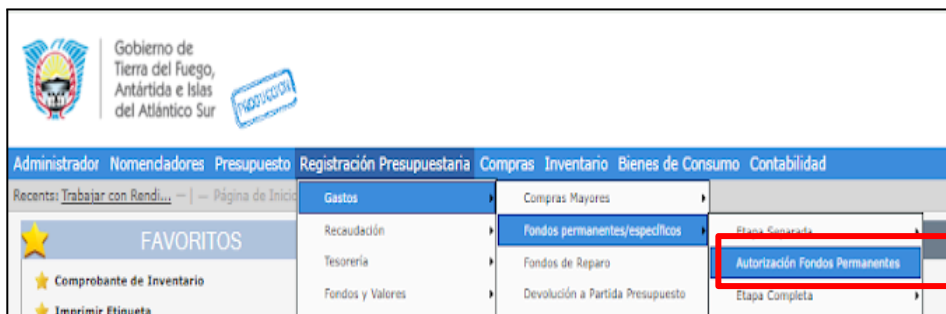 Gobierno de
Tierra del Fuego,
Antártida e Islas
del Atlántico Sur
PRODUCCION
Administrador Nomencladores Presupuesto Registración Presupuestaria Compras Inventario Bienes de Consumo Contabilidad
Recents: Trabajar con Rendi... — | — Página de Inicio
Gastos
Compras Mayores
FAVORITOS
Recaudación
Fondos permanentes/específicos
Etapa Separada
Tesorería
Fondos de Reparo
Autorización Fondos Permanentes
Comprobante de Inventario
Fondos y Valores
Devolución a Partida Presupuesto
Etapa Completa
Imprimir Etiqueta